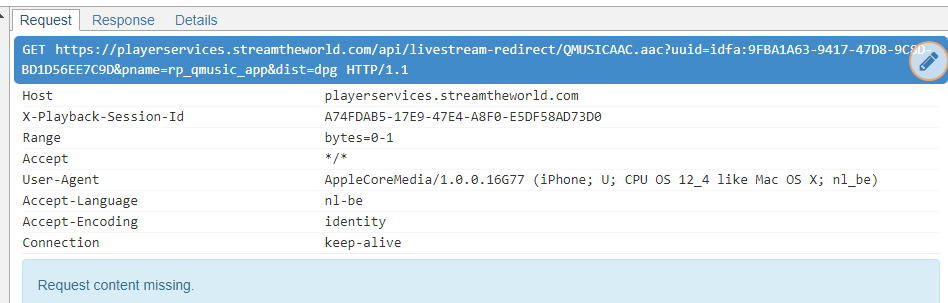 Request Response Details
GET https://playerservices.streamtheworld.com/api/livestream-redirect/QMUSICAAC.aac?uuid=idfa:9FBA1A63-9417-47D8-9C8D-
BD1D56EE7C9D&pname=rp_qmusic_app&dist=dpg HTTP/1.1
Host playerservices.streamtheworld.com
X-Playback-Session-Id A74FDAB5-17E9-47E4-A8F0-E5DF58AD73D0
Range bytes=0-1
Accept */*
User-Agent AppleCoreMedia/1.0.0.16G77 (iPhone; U; CPU OS 12_4 like Mac OS X; nl_be)
Accept-Language nl-be
Accept-Encoding identity
Connection keep-alive
Request content missing.